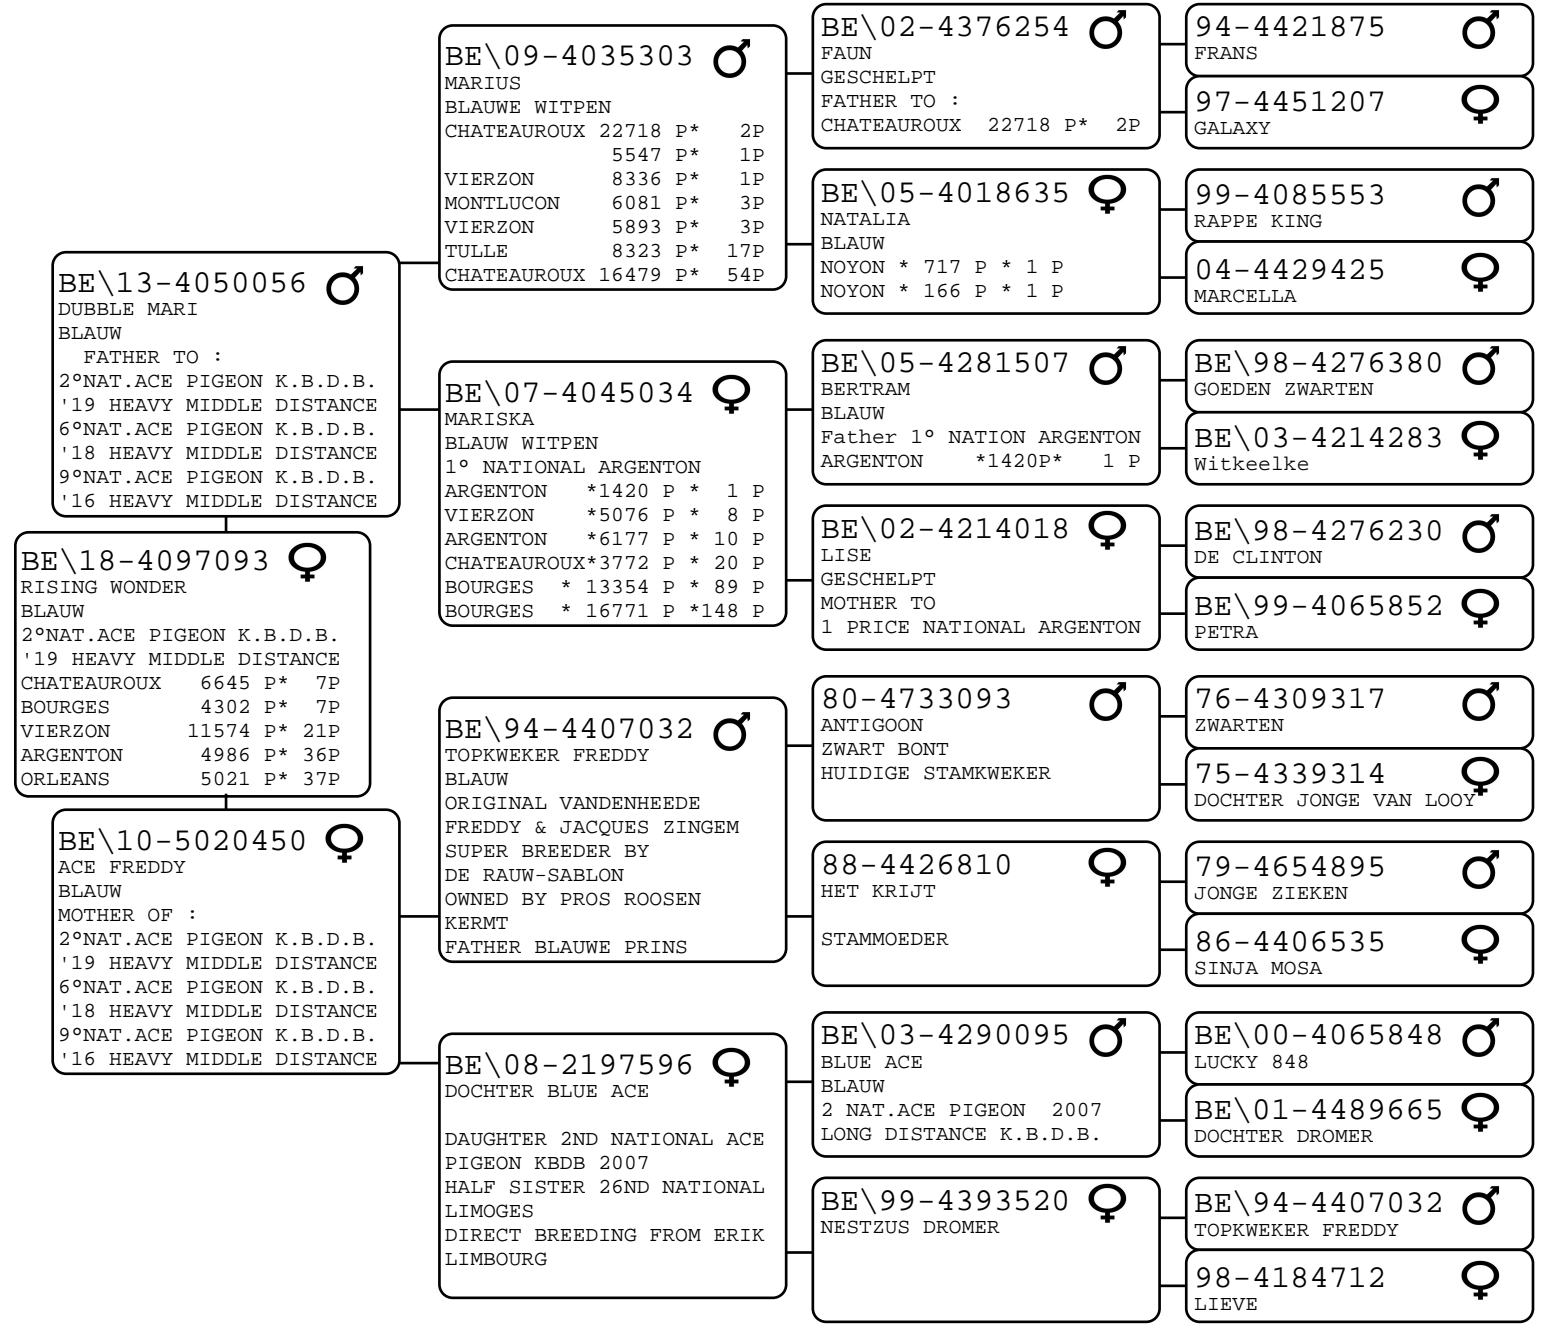 BE\18-4097093
RISING WONDER
BLAUW
2°NAT.ACE PIGEON K.B.D.B.
'19 HEAVY MIDDLE DISTANCE
CHATEAUROUX 6645 P* 7P
BOURGES 4302 P* 7P
VIERZON 11574 P* 21P
ARGENTON 4986 P* 36P
ORLEANS 5021 P* 37P
BE\13-4050056
DUBBLE MARI
BLAUW
FATHER TO :
2°NAT.ACE PIGEON K.B.D.B.
'19 HEAVY MIDDLE DISTANCE
6°NAT.ACE PIGEON K.B.D.B.
'18 HEAVY MIDDLE DISTANCE
9°NAT.ACE PIGEON K.B.D.B.
'16 HEAVY MIDDLE DISTANCE
BE\10-5020450
ACE FREDDY
BLAUW
MOTHER OF :
2°NAT.ACE PIGEON K.B.D.B.
'19 HEAVY MIDDLE DISTANCE
6°NAT.ACE PIGEON K.B.D.B.
'18 HEAVY MIDDLE DISTANCE
9°NAT.ACE PIGEON K.B.D.B.
'16 HEAVY MIDDLE DISTANCE
BE\09-4035303
MARIUS
BLAUWE WITPEN
CHATEAUROUX 22718 P* 2P
5547 P* 1P
VIERZON 8336 P* 1P
MONTLUCON 6081 P* 3P
VIERZON 5893 P* 3P
TULLE 8323 P* 17P
CHATEAUROUX 16479 P* 54P
BE\07-4045034
MARISKA
BLAUW WITPEN
1° NATIONAL ARGENTON
ARGENTON *1420 P * 1 P
VIERZON *5076 P * 8 P
ARGENTON *6177 P * 10 P
CHATEAUROUX*3772 P * 20 P
BOURGES * 13354 P * 89 P
BOURGES * 16771 P *148 P
BE\94-4407032
TOPKWEKER FREDDY
BLAUW
ORIGINAL VANDENHEEDE
FREDDY & JACQUES ZINGEM
SUPER BREEDER BY
DE RAUW-SABLON
OWNED BY PROS ROOSEN
KERMT
FATHER BLAUWE PRINS
BE\08-2197596
DOCHTER BLUE ACE
DAUGHTER 2ND NATIONAL ACE
PIGEON KBDB 2007
HALF SISTER 26ND NATIONAL
LIMOGES
DIRECT BREEDING FROM ERIK
LIMBOURG
BE\02-4376254
FAUN
GESCHELPT
FATHER TO :
CHATEAUROUX 22718 P* 2P
BE\05-4018635
NATALIA
BLAUW
NOYON * 717 P * 1 P
NOYON * 166 P * 1 P
BE\05-4281507
BERTRAM
BLAUW
Father 1° NATION ARGENTON
ARGENTON *1420P* 1 P
BE\02-4214018
LISE
GESCHELPT
MOTHER TO
1 PRICE NATIONAL ARGENTON
80-4733093
ANTIGOON
ZWART BONT
HUIDIGE STAMKWEKER
88-4426810
HET KRIJT
STAMMOEDER
BE\03-4290095
BLUE ACE
BLAUW
2 NAT.ACE PIGEON 2007
LONG DISTANCE K.B.D.B.
BE\99-4393520
NESTZUS DROMER
94-4421875
FRANS
97-4451207
GALAXY
99-4085553
RAPPE KING
04-4429425
MARCELLA
BE\98-4276380
GOEDEN ZWARTEN
BE\03-4214283
Witkeelke
BE\98-4276230
DE CLINTON
BE\99-4065852
PETRA
76-4309317
ZWARTEN
75-4339314
DOCHTER JONGE VAN LOOY
79-4654895
JONGE ZIEKEN
86-4406535
SINJA MOSA
BE\00-4065848
LUCKY 848
BE\01-4489665
DOCHTER DROMER
BE\94-4407032
TOPKWEKER FREDDY
98-4184712
LIEVE